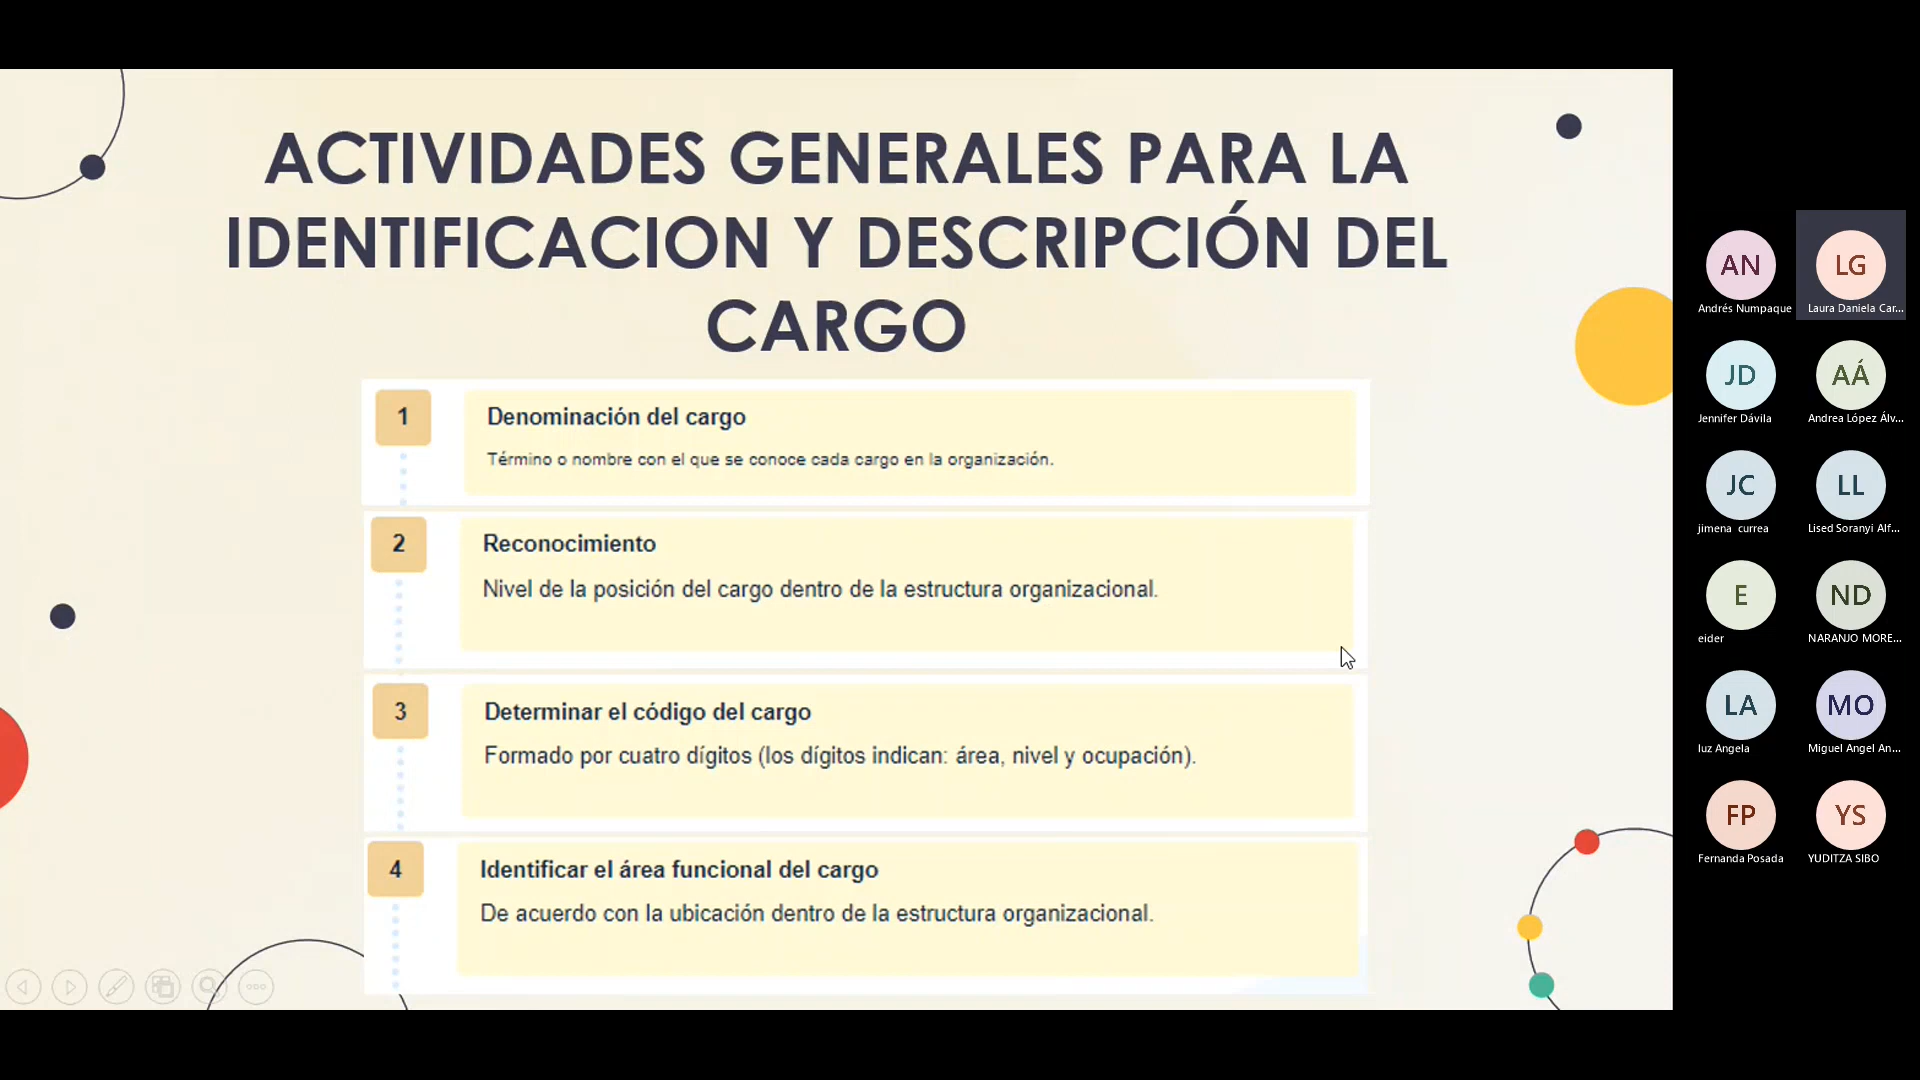 ACTIVIDADES GENERALES PARA LA
IDENTIFICACION Y DESCRIPCIÓN DEL
CARGO
1
Denominación del cargo
Término o nombre con el que se conoce cada cargo en la organización.
2
Reconocimiento
Nivel de la posición del cargo dentro de la estructura organizacional.
3
Determinar el código del cargo
Formado por cuatro dígitos (los dígitos indican: área, nivel y ocupación).
4
Identificar el área funcional del cargo
De acuerdo con la ubicación dentro de la estructura organizacional.
AN
Andrés Numpaque
LG
Laura Daniela Car...
JD
Jennifer Dávila
AÁ
Andrea López Álv...
JC
jimena currea
LL
Lised Soranyi Alf...
E
eider
ND
NARANJO MORE...
LA
luz Angela
MO
Miguel Angel An...
FP
Fernanda Posada
YS
YUDITZA SIBO